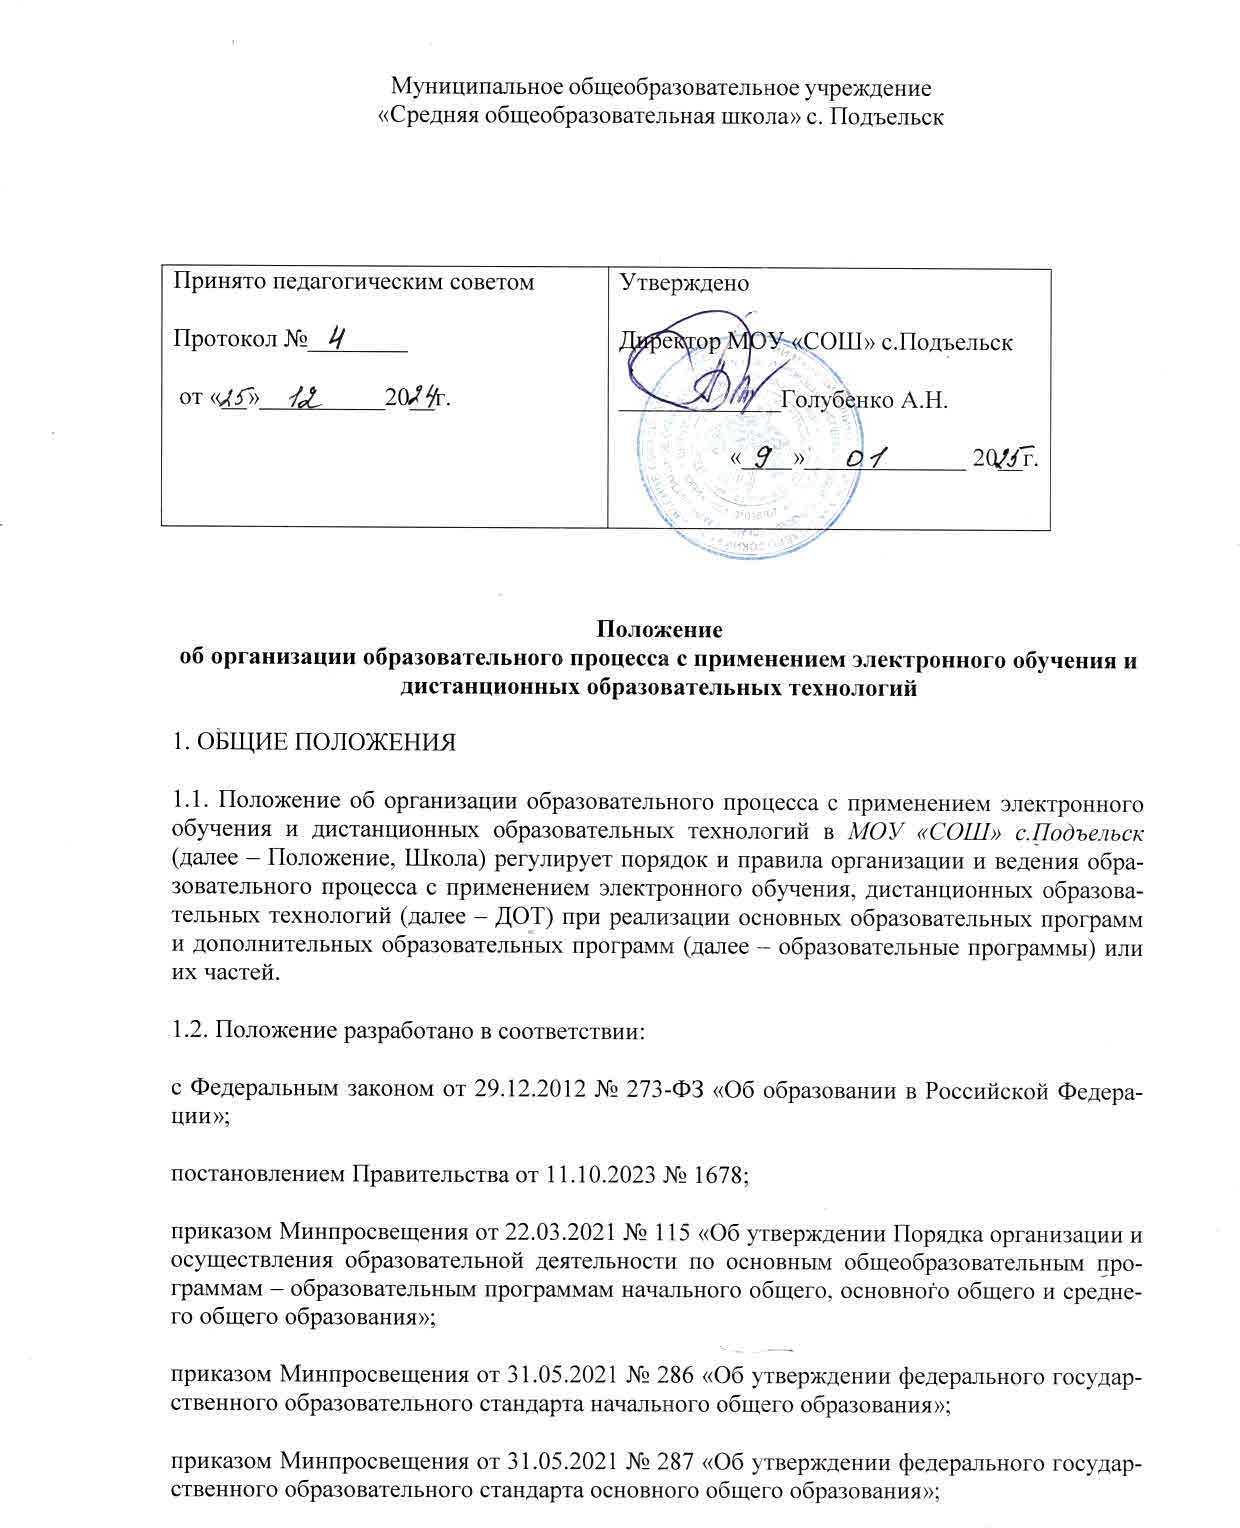 Муниципальное общеобразовательное учреждение
«Средняя общеобразовательная школа» с. Подъельск
Принято педагогическим советом
Протокол № 4
от «25» 12 2024г.
Утверждено
Директор МОУ «СОШ» с.Подъельск
Голубенко А.Н.
«9» 01 2025г.
Положение
об организации образовательного процесса с применением электронного обучения и
дистанционных образовательных технологий
1. ОБЩИЕ ПОЛОЖЕНИЯ
1.1. Положение об организации образовательного процесса с применением электронного
обучения и дистанционных образовательных технологий в МОУ «СОШ» с.Подъельск
(далее – Положение, Школа) регулирует порядок и правила организации и ведения обра-
зовательного процесса с применением электронного обучения, дистанционных образова-
тельных технологий (далее – ДОТ) при реализации основных образовательных программ
и дополнительных образовательных программ (далее – образовательные программы) или
их частей.
1.2. Положение разработано в соответствии:
с Федеральным законом от 29.12.2012 № 273-ФЗ «Об образовании в Российской Федера-
ции»;
постановлением Правительства от 11.10.2023 № 1678;
приказом Минпросвещения от 22.03.2021 № 115 «Об утверждении Порядка организации и
осуществления образовательной деятельности по основным общеобразовательным про-
граммам – образовательным программам начального общего, основного общего и средне-
го общего образования»;
приказом Минпросвещения от 31.05.2021 № 286 «Об утверждении федерального государ-
ственного образовательного стандарта начального общего образования»;
приказом Минпросвещения от 31.05.2021 № 287 «Об утверждении федерального государ-
ственного образовательного стандарта основного общего образования»;